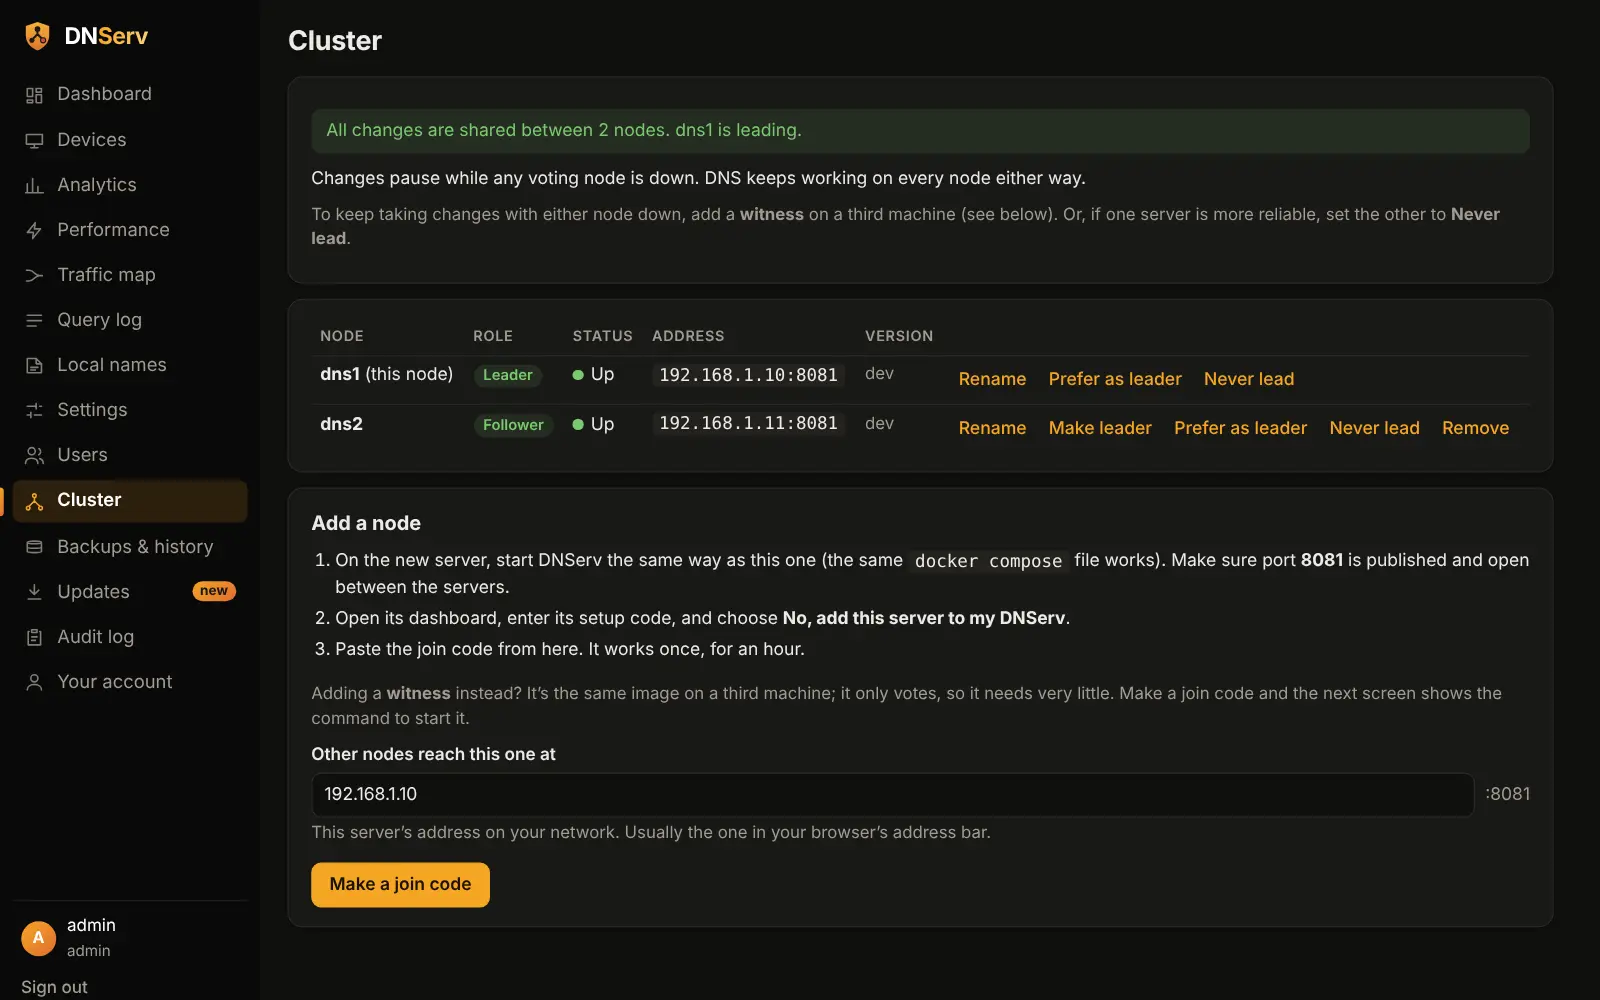 DNServ
Dashboard
Devices
Analytics
Performance
Traffic map
Query log
Local names
Settings
Users
Cluster
Backups & history
Updates new
Audit log
Your account
A
admin
admin
Sign out
Cluster
All changes are shared between 2 nodes. dns1 is leading.
Changes pause while any voting node is down. DNS keeps working on every node either way.
To keep taking changes with either node down, add a witness on a third machine (see below). Or, if one server is more reliable, set the other to Never
lead.
NODE ROLE STATUS ADDRESS VERSION
dns1 (this node) Leader Up 192.168.1.10:8081 dev Rename Prefer as leader Never lead
dns2 Follower Up 192.168.1.11:8081 dev Rename Make leader Prefer as leader Never lead Remove
Add a node
1. On the new server, start DNServ the same way as this one (the same docker compose file works). Make sure port 8081 is published and open
between the servers.
2. Open its dashboard, enter its setup code, and choose No, add this server to my DNServ.
3. Paste the join code from here. It works once, for an hour.
Adding a witness instead? It’s the same image on a third machine; it only votes, so it needs very little. Make a join code and the next screen shows the
command to start it.
Other nodes reach this one at
192.168.1.10 :8081
This server’s address on your network. Usually the one in your browser’s address bar.
Make a join code